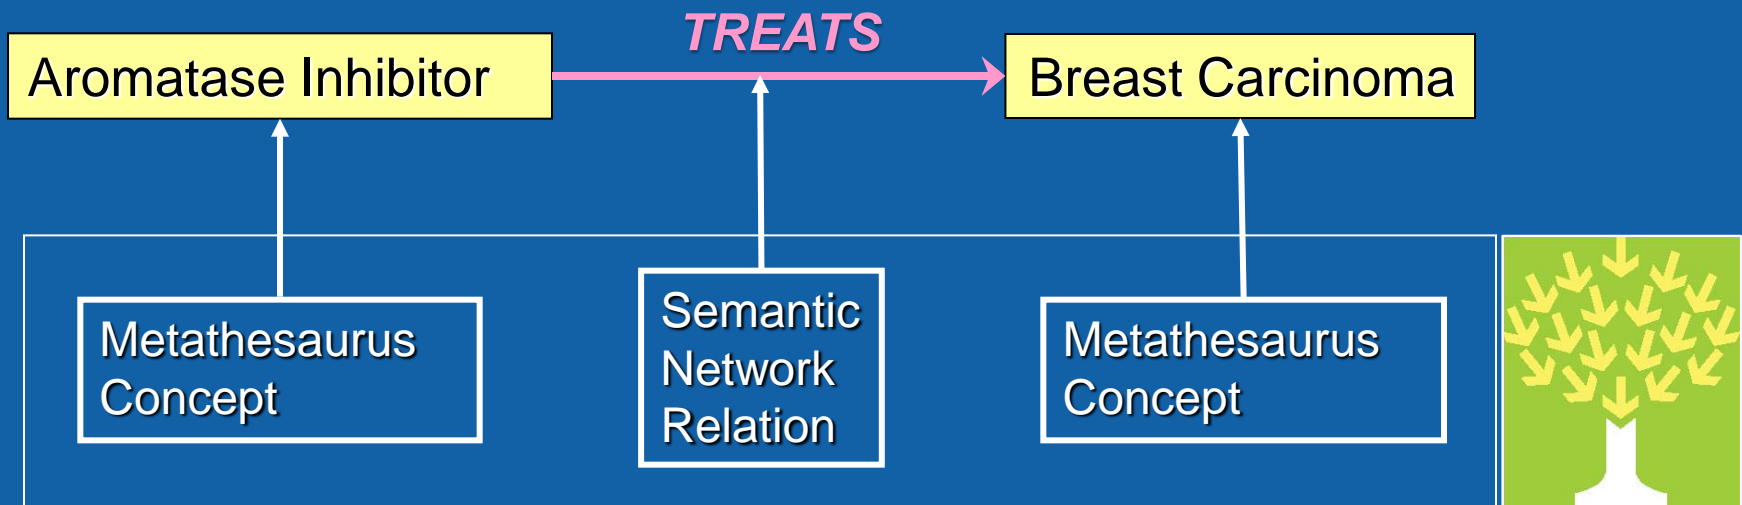 TREATS
Aromatase Inhibitor
Breast Carcinoma
Metathesaurus
Concept
Semantic
Network
Relation
Metathesaurus
Concept